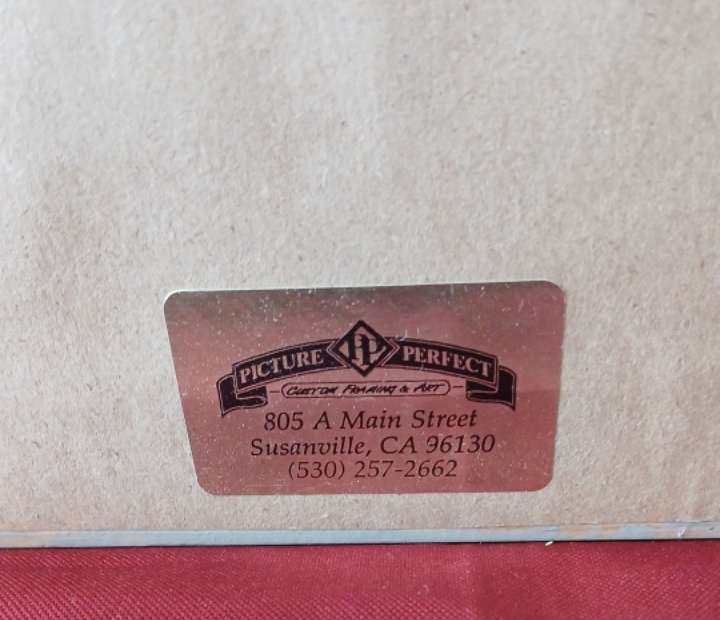 PICTURE PP PERFECT
CUSTOM FRAMING & ART
805 A Main Street
Susanville, CA 96130
(530) 257-2662